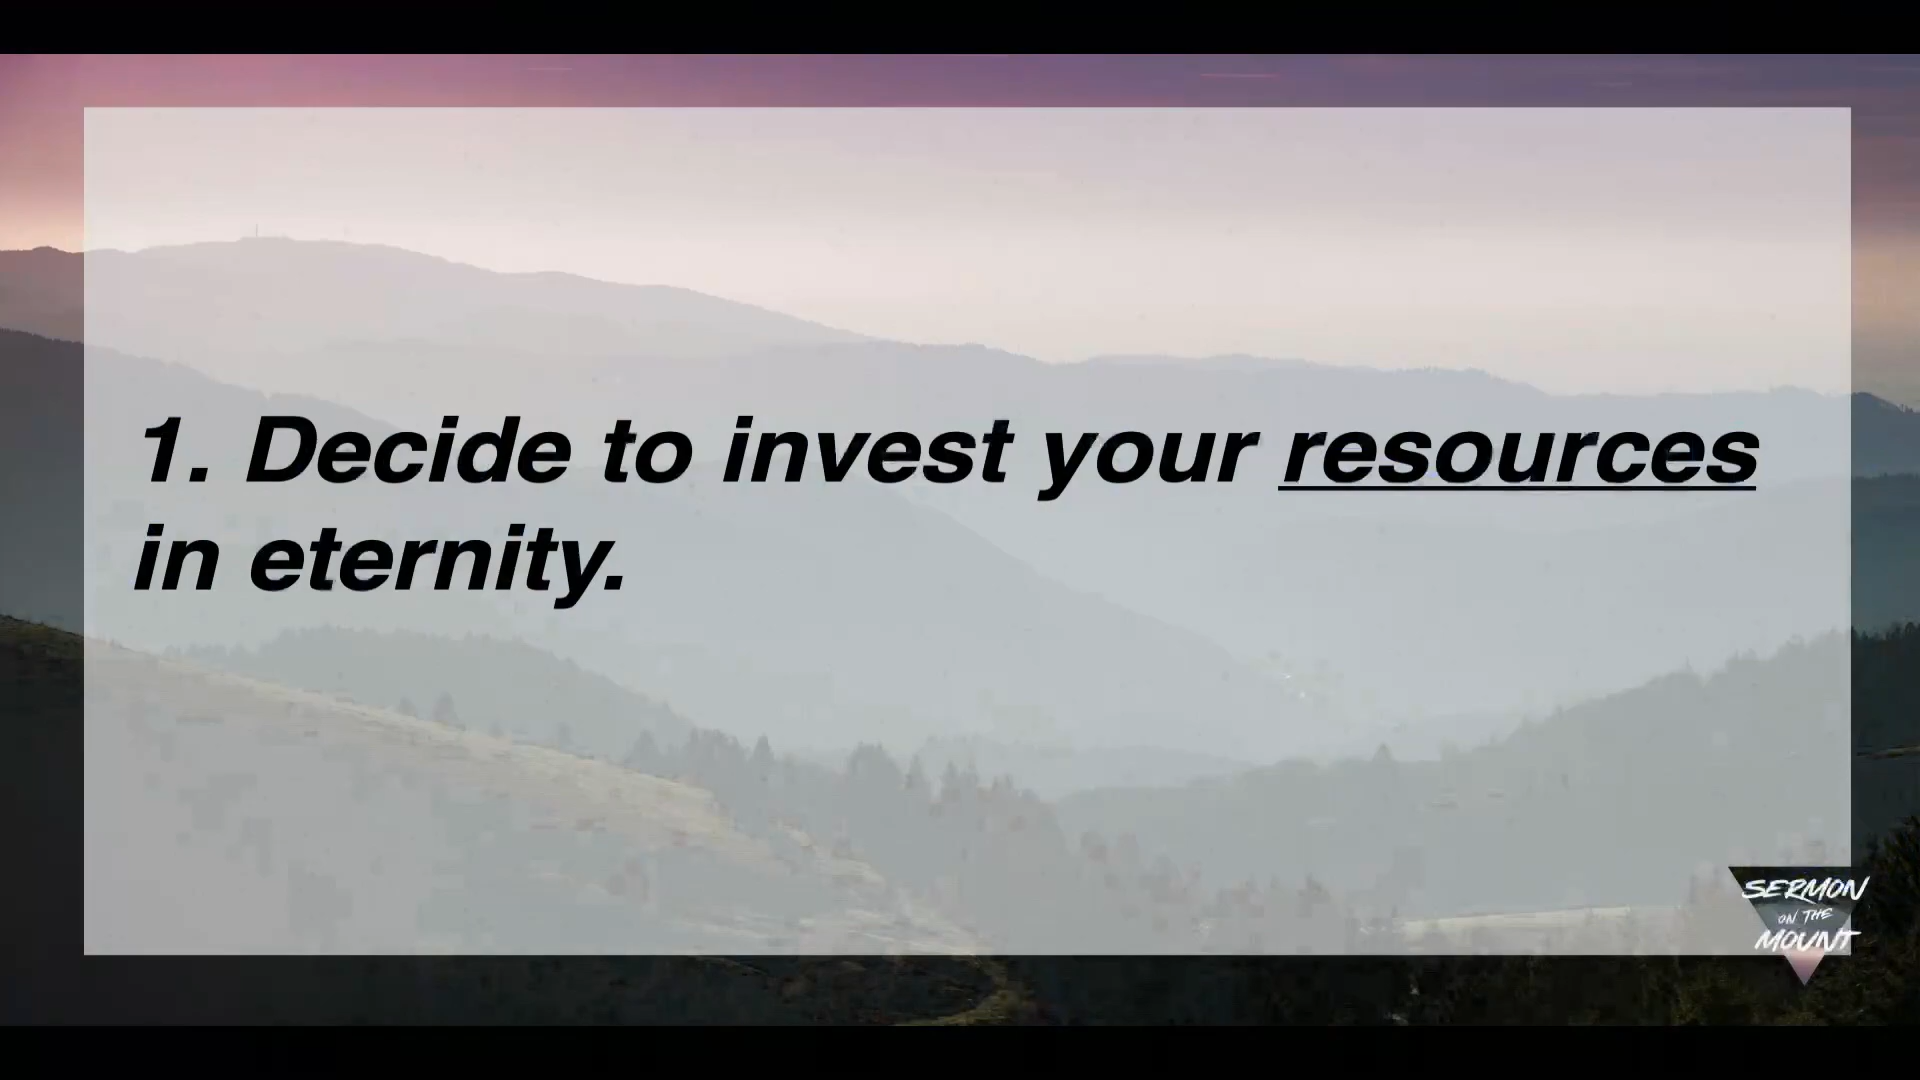 1. Decide to invest your resources
in eternity.
SERMON
ON THE
MOUNT